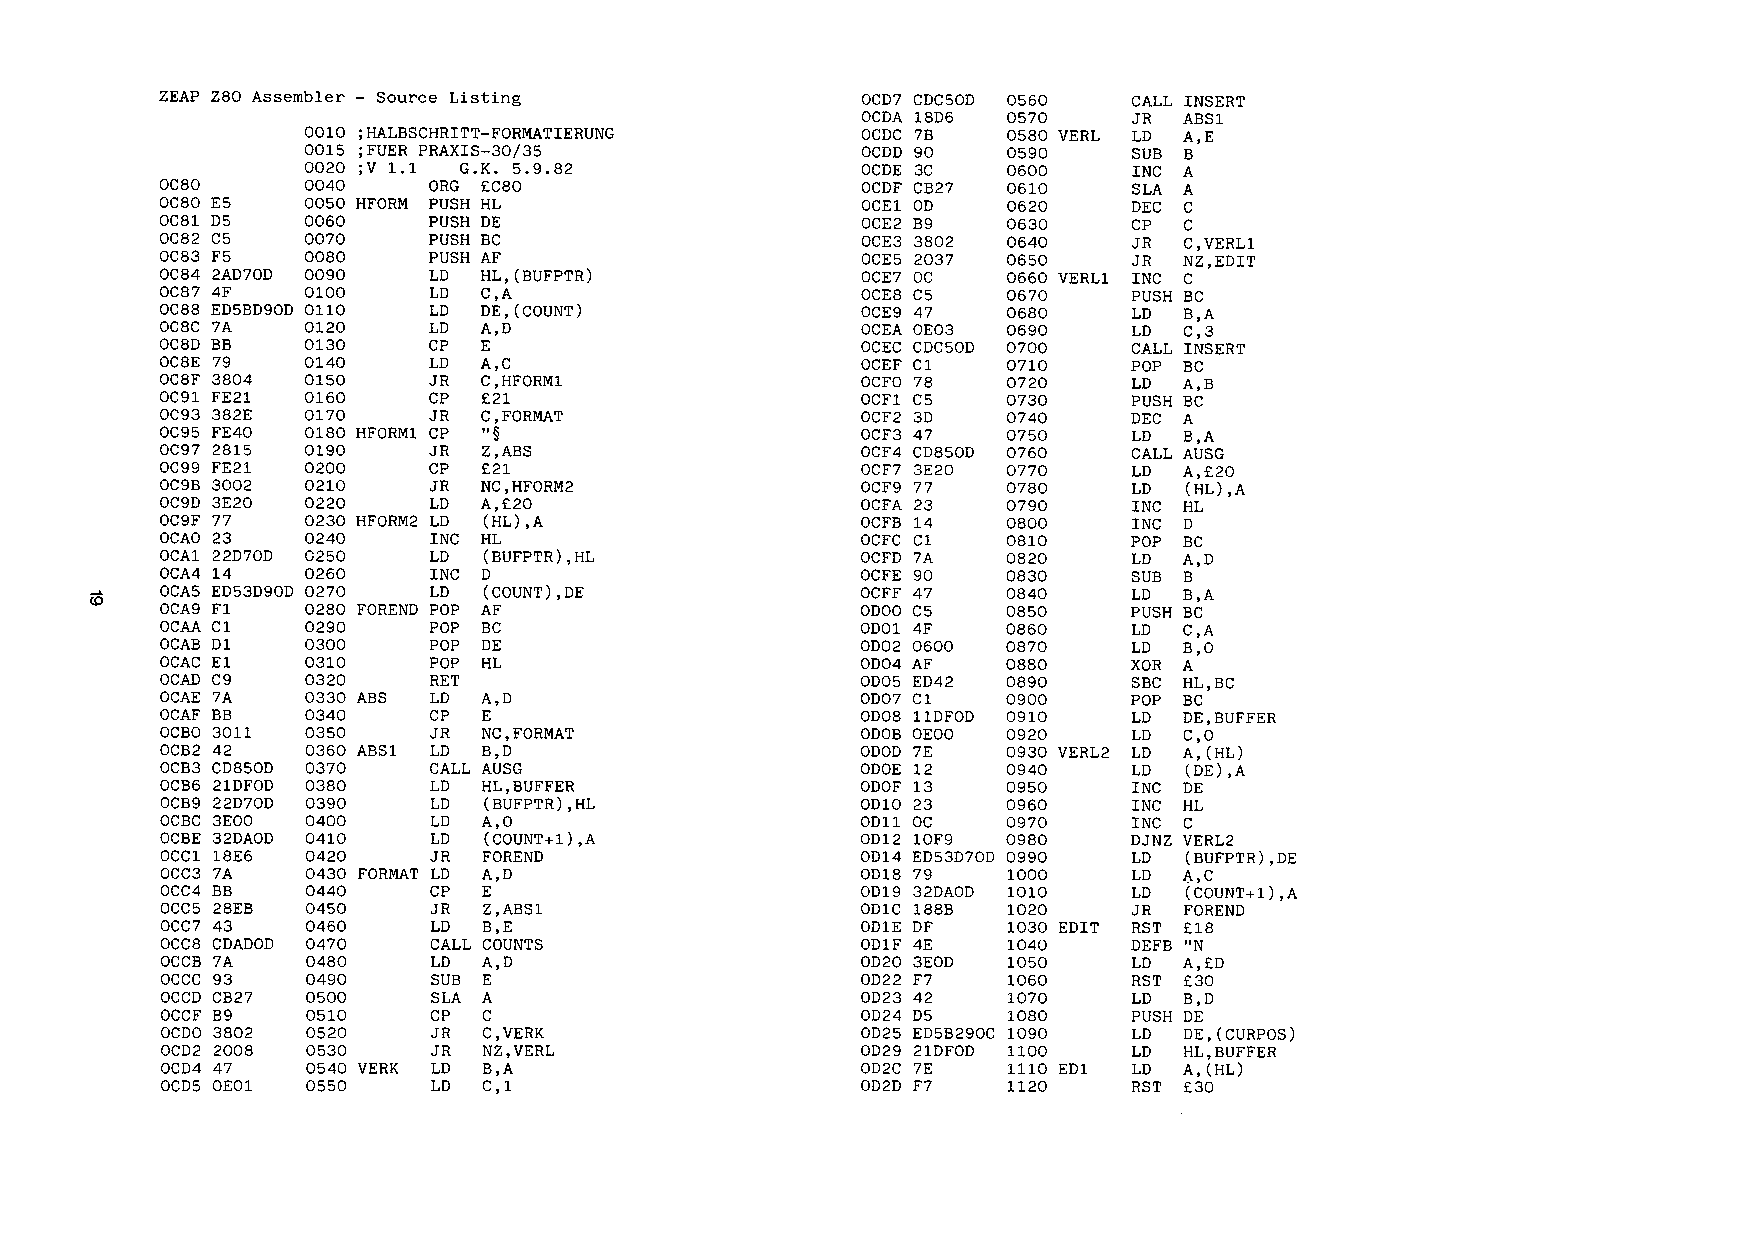 ZEAP Z80 Assembler - Source Listing
0010 ;HALBSCHRITT-FORMATIERUNG
0015 ;FUER PRAXIS-30/35
0020 ;V 1.1    G.K. 5.9.82
0C80          0040        ORG  £C80
0C80 E5       0050 HFORM  PUSH HL
0C81 D5       0060        PUSH DE
0C82 C5       0070        PUSH BC
0C83 F5       0080        PUSH AF
0C84 2AD70D   0090        LD   HL,(BUFPTR)
0C87 4F       0100        LD   C,A
0C88 ED5BD90D 0110        LD   DE,(COUNT)
0C8C 7A       0120        LD   A,D
0C8D BB       0130        CP   E
0C8E 79       0140        LD   A,C
0C8F 3804     0150        JR   C,HFORM1
0C91 FE21     0160        CP   £21
0C93 382E     0170        JR   C,FORMAT
0C95 FE40     0180 HFORM1 CP   "§
0C97 2815     0190        JR   Z,ABS
0C99 FE21     0200        CP   £21
0C9B 3002     0210        JR   NC,HFORM2
0C9D 3E20     0220        LD   A,£20
0C9F 77       0230 HFORM2 LD   (HL),A
0CA0 23       0240        INC  HL
0CA1 22D70D   0250        LD   (BUFPTR),HL
0CA4 14       0260        INC  D
0CA5 ED53D90D 0270        LD   (COUNT),DE
0CA9 F1       0280 FOREND POP  AF
0CAA C1       0290        POP  BC
0CAB D1       0300        POP  DE
0CAC E1       0310        POP  HL
0CAD C9       0320        RET
0CAE 7A       0330 ABS    LD   A,D
0CAF BB       0340        CP   E
0CB0 3011     0350        JR   NC,FORMAT
0CB2 42       0360 ABS1   LD   B,D
0CB3 CD850D   0370        CALL AUSG
0CB6 21DF0D   0380        LD   HL,BUFFER
0CB9 22D70D   0390        LD   (BUFPTR),HL
0CBC 3E00     0400        LD   A,0
0CBE 32DA0D   0410        LD   (COUNT+1),A
0CC1 18E6     0420        JR   FOREND
0CC3 7A       0430 FORMAT LD   A,D
0CC4 BB       0440        CP   E
0CC5 28EB     0450        JR   Z,ABS1
0CC7 43       0460        LD   B,E
0CC8 CDAD0D   0470        CALL COUNTS
0CCB 7A       0480        LD   A,D
0CCC 93       0490        SUB  E
0CCD CB27     0500        SLA  A
0CCF B9       0510        CP   C
0CD0 3802     0520        JR   C,VERK
0CD2 2008     0530        JR   NZ,VERL
0CD4 47       0540 VERK   LD   B,A
0CD5 0E01     0550        LD   C,1
0CD7 CDC50D   0560        CALL INSERT
0CDA 18D6     0570        JR   ABS1
0CDC 7B       0580 VERL   LD   A,E
0CDD 90       0590        SUB  B
0CDE 3C       0600        INC  A
0CDF CB27     0610        SLA  A
0CE1 0D       0620        DEC  C
0CE2 B9       0630        CP   C
0CE3 3802     0640        JR   C,VERL1
0CE5 2037     0650        JR   NZ,EDIT
0CE7 0C       0660 VERL1  INC  C
0CE8 C5       0670        PUSH BC
0CE9 47       0680        LD   B,A
0CEA 0E03     0690        LD   C,3
0CEC CDC50D   0700        CALL INSERT
0CEF C1       0710        POP  BC
0CF0 78       0720        LD   A,B
0CF1 C5       0730        PUSH BC
0CF2 3D       0740        DEC  A
0CF3 47       0750        LD   B,A
0CF4 CD850D   0760        CALL AUSG
0CF7 3E20     0770        LD   A,£20
0CF9 77       0780        LD   (HL),A
0CFA 23       0790        INC  HL
0CFB 14       0800        INC  D
0CFC C1       0810        POP  BC
0CFD 7A       0820        LD   A,D
0CFE 90       0830        SUB  B
0CFF 47       0840        LD   B,A
0D00 C5       0850        PUSH BC
0D01 4F       0860        LD   C,A
0D02 0600     0870        LD   B,0
0D04 AF       0880        XOR  A
0D05 ED42     0890        SBC  HL,BC
0D07 C1       0900        POP  BC
0D08 11DF0D   0910        LD   DE,BUFFER
0D0B 0E00     0920        LD   C,0
0D0D 7E       0930 VERL2  LD   A,(HL)
0D0E 12       0940        LD   (DE),A
0D0F 13       0950        INC  DE
0D10 23       0960        INC  HL
0D11 0C       0970        INC  C
0D12 10F9     0980        DJNZ VERL2
0D14 ED53D70D 0990        LD   (BUFPTR),DE
0D18 79       1000        LD   A,C
0D19 32DA0D   1010        LD   (COUNT+1),A
0D1C 188B     1020        JR   FOREND
0D1E DF       1030 EDIT   RST  £18
0D1F 4E       1040        DEFB "N
0D20 3E0D     1050        LD   A,£D
0D22 F7       1060        RST  £30
0D23 42       1070        LD   B,D
0D24 D5       1080        PUSH DE
0D25 ED5B290C 1090        LD   DE,(CURPOS)
0D29 21DF0D   1100        LD   HL,BUFFER
0D2C 7E       1110 ED1    LD   A,(HL)
0D2D F7       1120        RST  £30
19